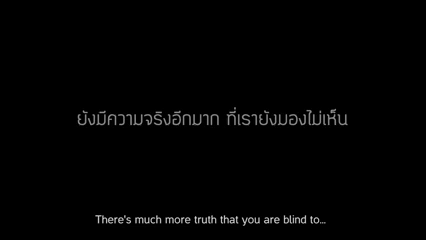 ยังมีความจริงอีกมาก ที่เรายังมองไม่เห็น
There's much more truth that you are blind to...